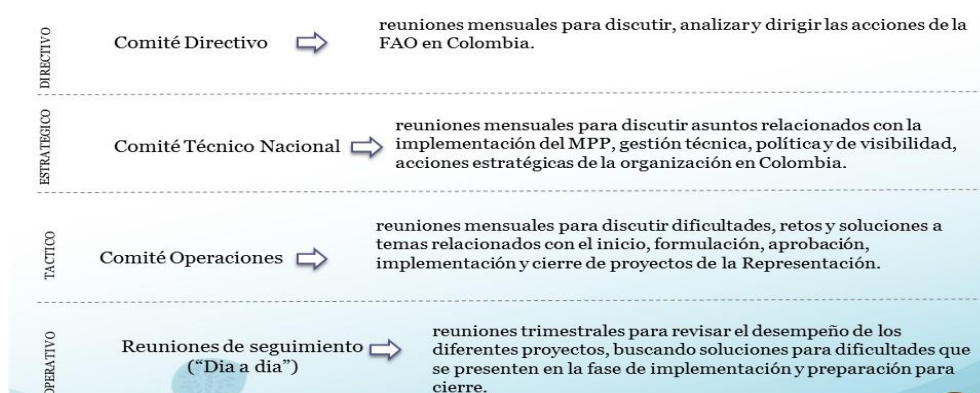 DIRECTIVO
Comité Directivo
reuniones mensuales para discutir, analizar y dirigir las acciones de la
FAO en Colombia.
ESTRATEGICO
Comité Técnico Nacional
reuniones mensuales para discutir asuntos relacionados con la
implementación del MPP, gestión técnica, política y de visibilidad,
acciones estratégicas de la organización en Colombia.
TACTICO
Comité Operaciones
reuniones mensuales para discutir dificultades, retos y soluciones a
temas relacionados con el inicio, formulación, aprobación,
implementación y cierre de proyectos de la Representación.
OPERATIVO
Reuniones de seguimiento
("Dia a dia")
reuniones trimestrales para revisar el desempeño de los
diferentes proyectos, buscando soluciones para dificultades que
se presenten en la fase de implementación y preparación para
cierre.